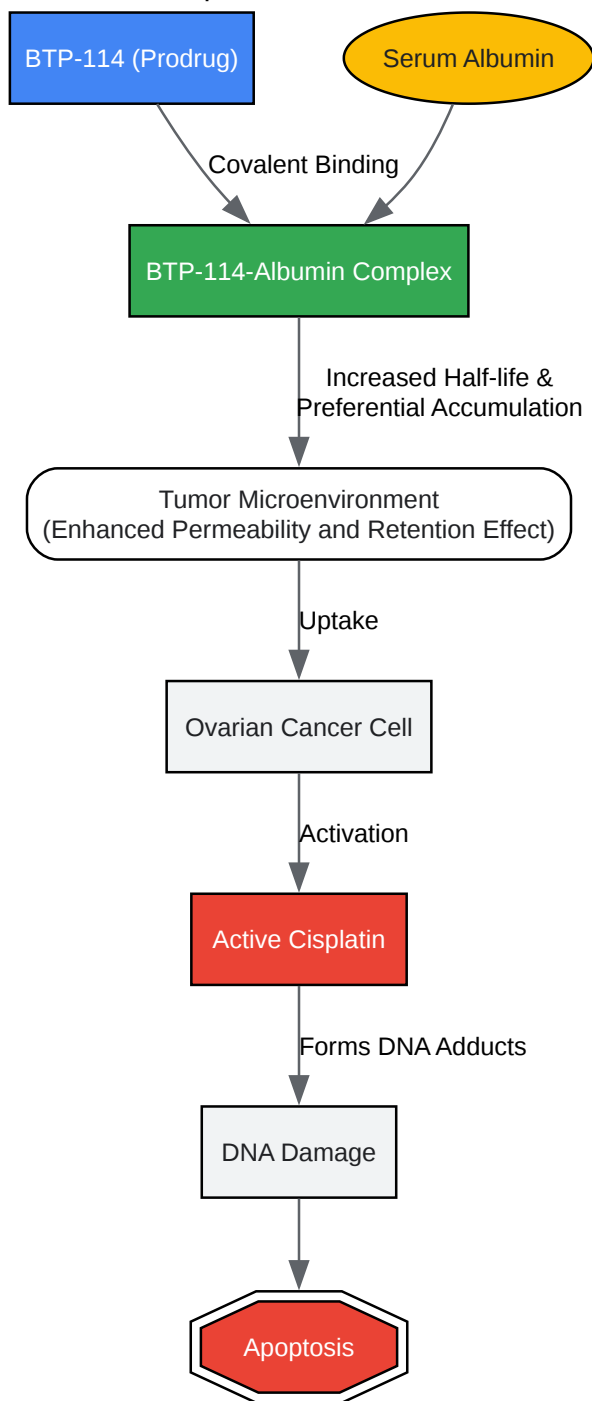 BTP-114 (Prodrug)
Serum Albumin
Covalent Binding
BTP-114-Albumin Complex
Increased Half-life &
Preferential Accumulation
Tumor Microenvironment
(Enhanced Permeability and Retention Effect)
Uptake
Ovarian Cancer Cell
Activation
Active Cisplatin
Forms DNA Adducts
DNA Damage
Apoptosis